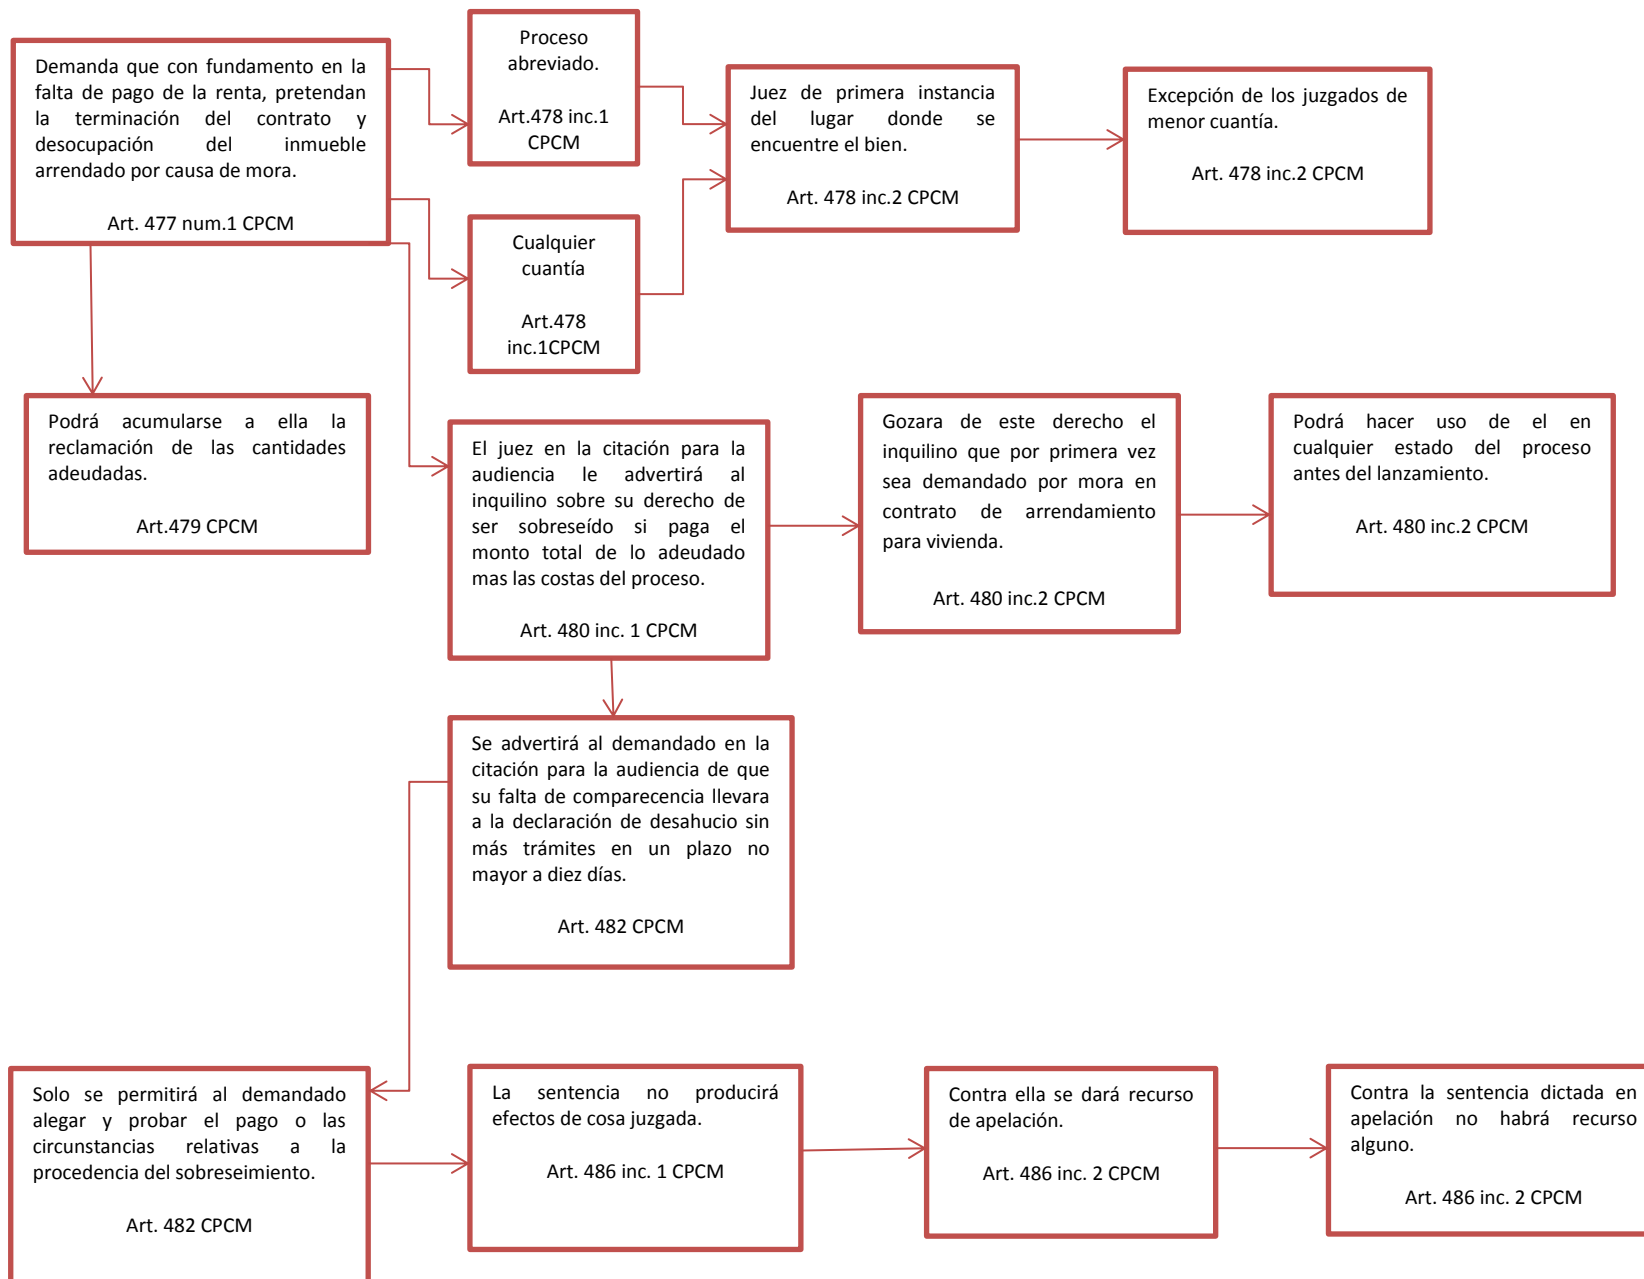 Demanda que con fundamento en la
falta de pago de la renta, pretendan
la terminación del contrato y
desocupación del inmueble
arrendado por causa de mora.
Art. 477 num.1 CPCM
Proceso
abreviado.
Art.478 inc.1
CPCM
Cualquier
cuantía
Art.478
inc.1CPCM
Juez de primera instancia
del lugar donde se
encuentre el bien.
Art. 478 inc.2 CPCM
Excepción de los juzgados de
menor cuantía.
Art. 478 inc.2 CPCM
Podrá acumularse a ella la
reclamación de las cantidades
adeudadas.
Art.479 CPCM
El juez en la citación para la
audiencia le advertirá al
inquilino sobre su derecho de
ser sobreseído si paga el
monto total de lo adeudado
mas las costas del proceso.
Art. 480 inc. 1 CPCM
Gozara de este derecho el
inquilino que por primera vez
sea demandado por mora en
contrato de arrendamiento
para vivienda.
Art. 480 inc.2 CPCM
Podrá hacer uso de el en
cualquier estado del proceso
antes del lanzamiento.
Art. 480 inc.2 CPCM
Se advertirá al demandado en la
citación para la audiencia de que
su falta de comparecencia llevara
a la declaración de desahucio sin
más trámites en un plazo no
mayor a diez días.
Art. 482 CPCM
Solo se permitirá al demandado
alegar y probar el pago o las
circunstancias relativas a la
procedencia del sobreseimiento.
Art. 482 CPCM
La sentencia no producirá
efectos de cosa juzgada.
Art. 486 inc. 1 CPCM
Contra ella se dará recurso
de apelación.
Art. 486 inc. 2 CPCM
Contra la sentencia dictada en
apelación no habrá recurso
alguno.
Art. 486 inc. 2 CPCM